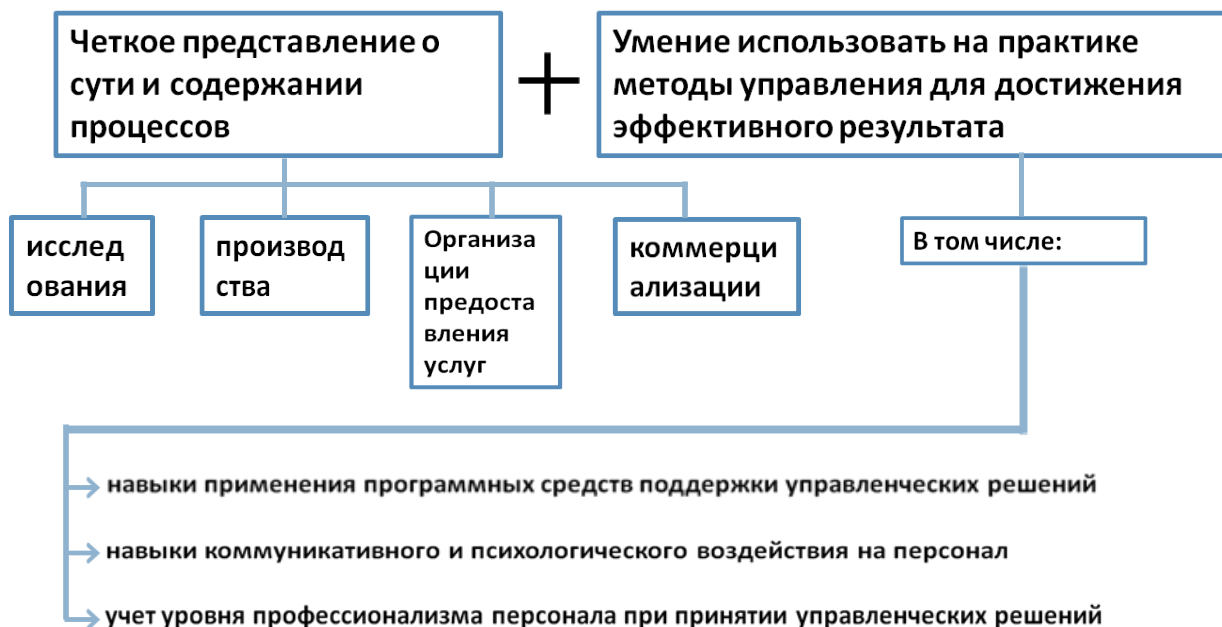 Четкое представление о
сути и содержании
процессов
+
Умение использовать на практике
методы управления для достижения
эффективного результата
исслед
ования
производ
ства
Организа
ции
предоста
вления
услуг
коммерци
ализации
В том числе:
навыки применения программных средств поддержки управленческих решений
навыки коммуникативного и психологического воздействия на персонал
учет уровня профессионализма персонала при принятии управленческих решений